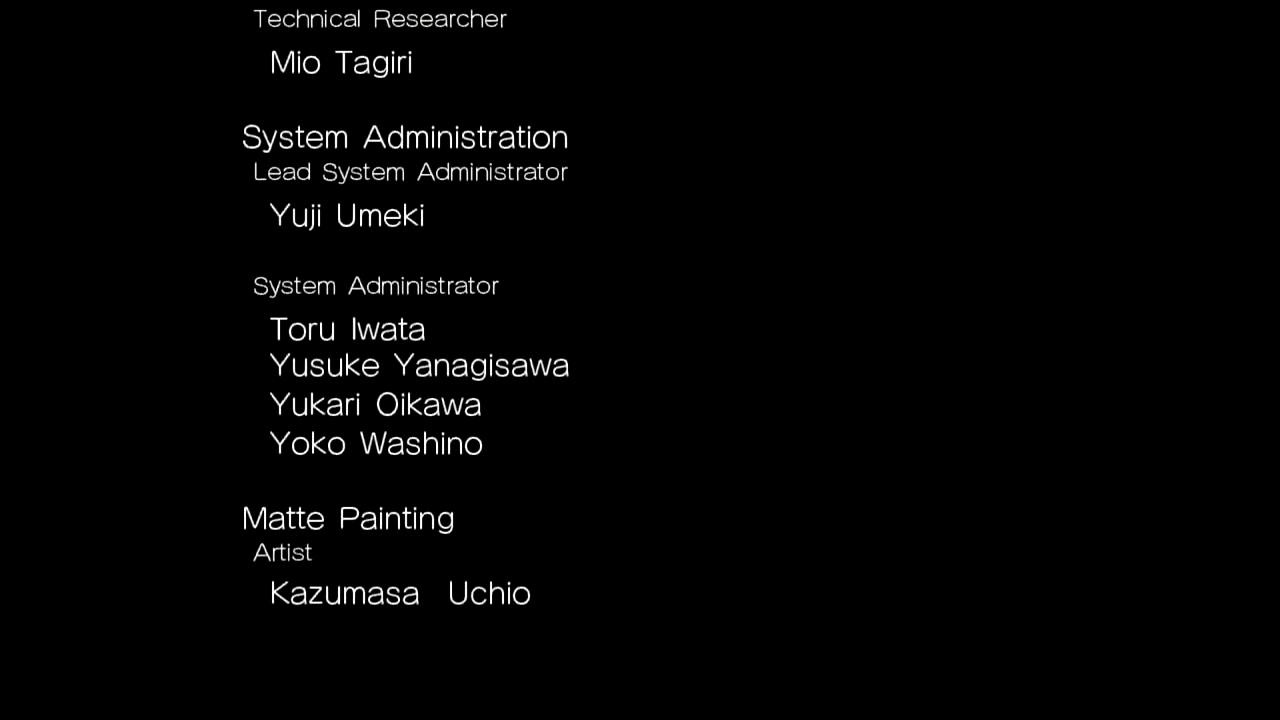 Technical Researcher
Mio Tagiri
System Administration
Lead System Administrator
Yuji Umeki
System Administrator
Toru Iwata
Yusuke Yanagisawa
Yukari Oikawa
Yoko Washino
Matte Painting
Artist
Kazumasa Uchio